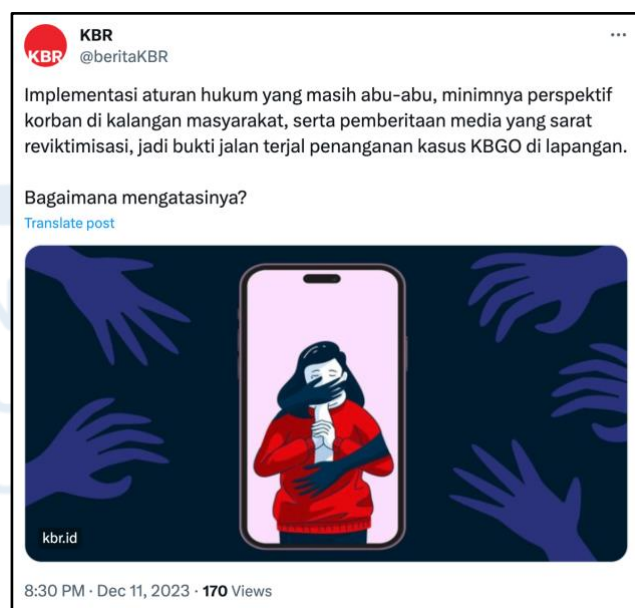 KBR
KBR
@beritaKBR
Implementasi aturan hukum yang masih abu-abu, minimnya perspektif
korban di kalangan masyarakat, serta pemberitaan media yang sarat
reviktimisasi, jadi bukti jalan terjal penanganan kasus KBGO di lapangan.
Bagaimana mengatasinya?
Translate post
kbr.id
8:30 PM · Dec 11, 2023 · 170 Views